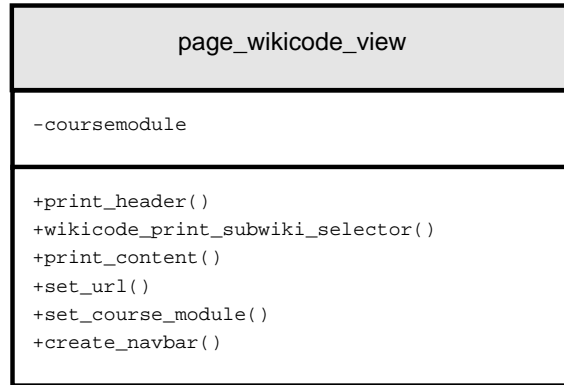 page_wikicode_view
-coursemodule
+print_header()
+wikicode_print_subwiki_selector()
+print_content()
+set_url()
+set_course_module()
+create_navbar()